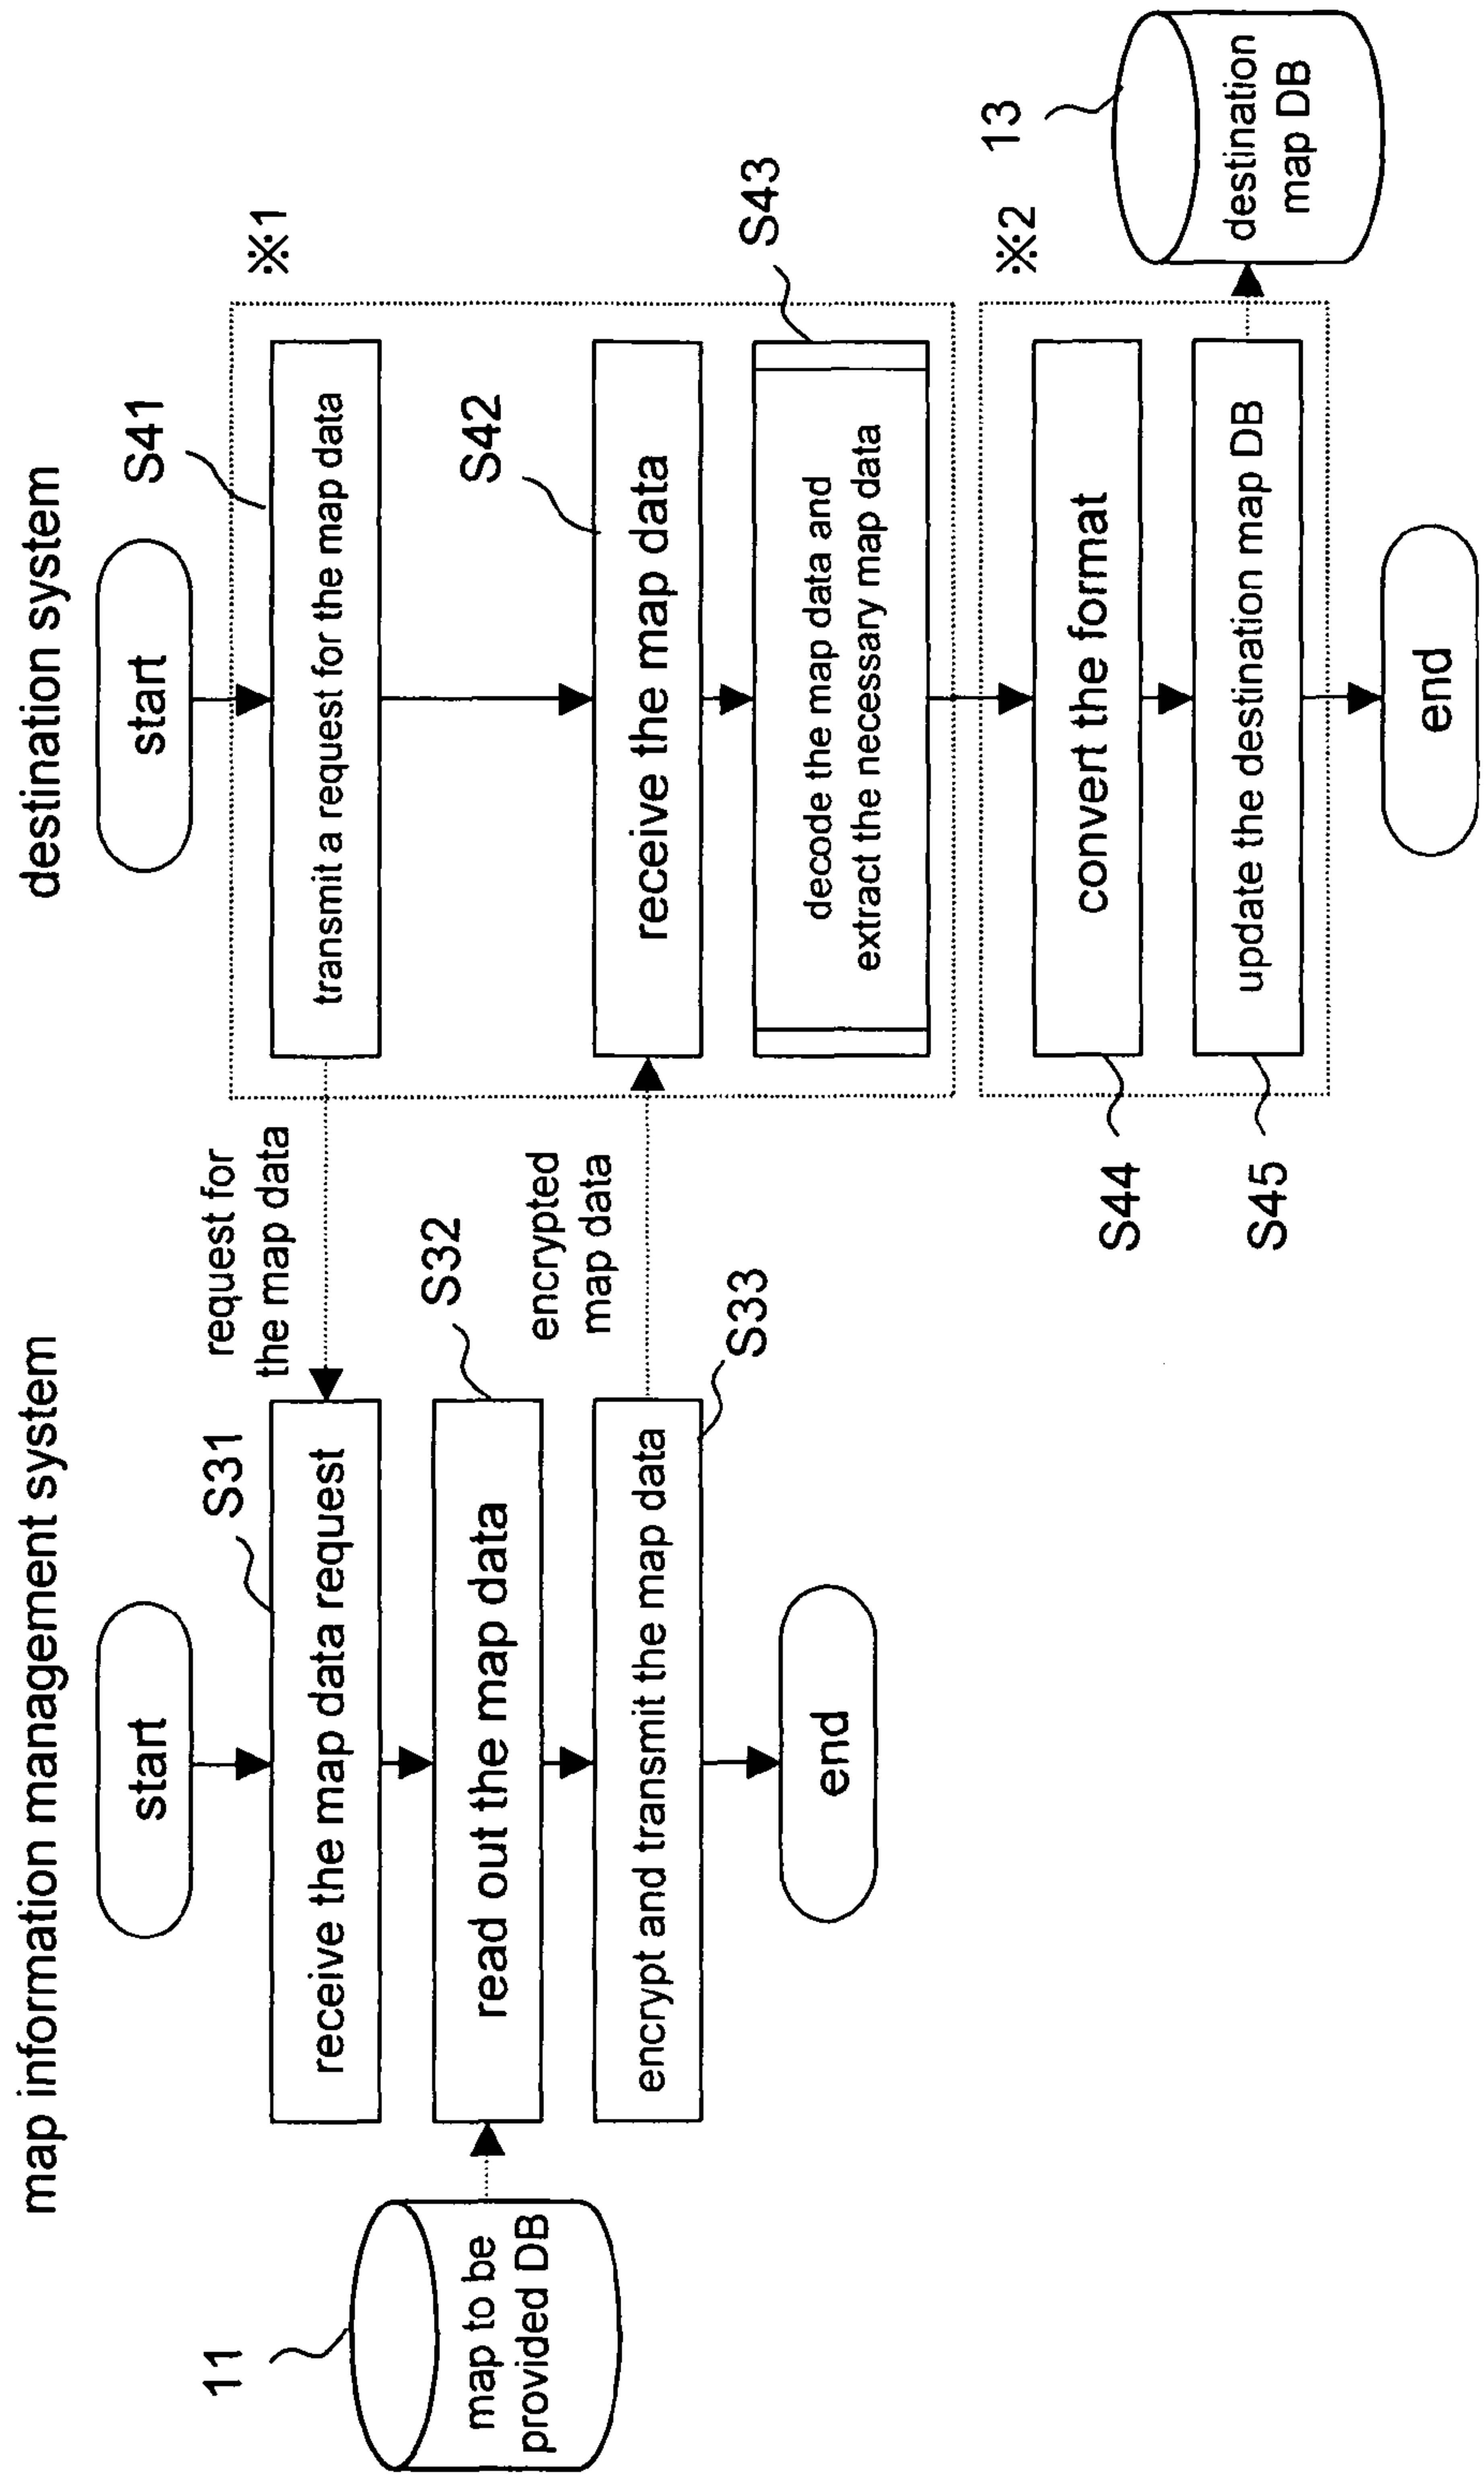 map information management system
start
S31
receive the map data request
11
map to be
provided DB
S32
read out the map data
S33
encrypt and transmit the map data
end
request for
the map data
encrypted
map data
destination system
start
S41
※1
transmit a request for the map data
S42
receive the map data
S43
decode the map data and
extract the necessary map data
※2
S44
convert the format
S45
update the destination map DB
13
destination
map DB
end